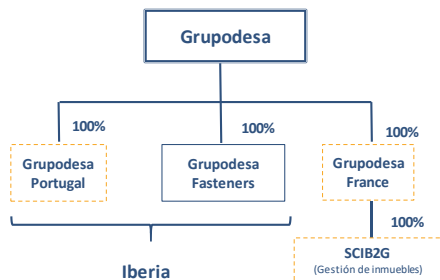 Grupodesa
100%
100%
100%
Grupodesa
Portugal
Grupodesa
Fasteners
Grupodesa
France
100%
Iberia
SCIB2G
(Gestión de inmuebles)